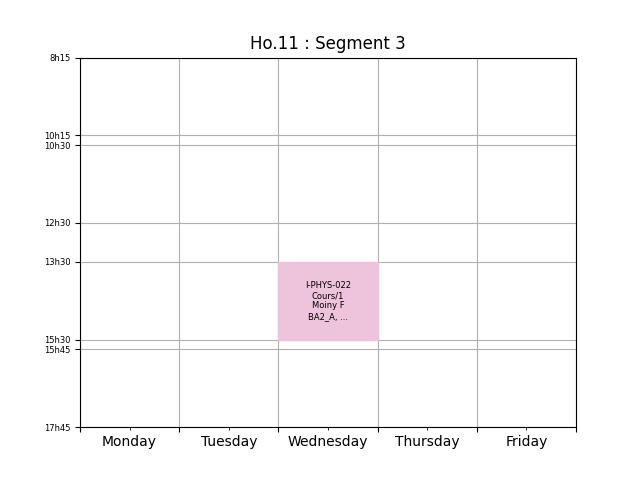 Ho.11 : Segment 3
8h15
10h15
10h30
12h30
13h30
I-PHYS-022
Cours/1
Moiny F
BA2_A, ...
15h30
15h45
17h45
Monday Tuesday Wednesday Thursday Friday